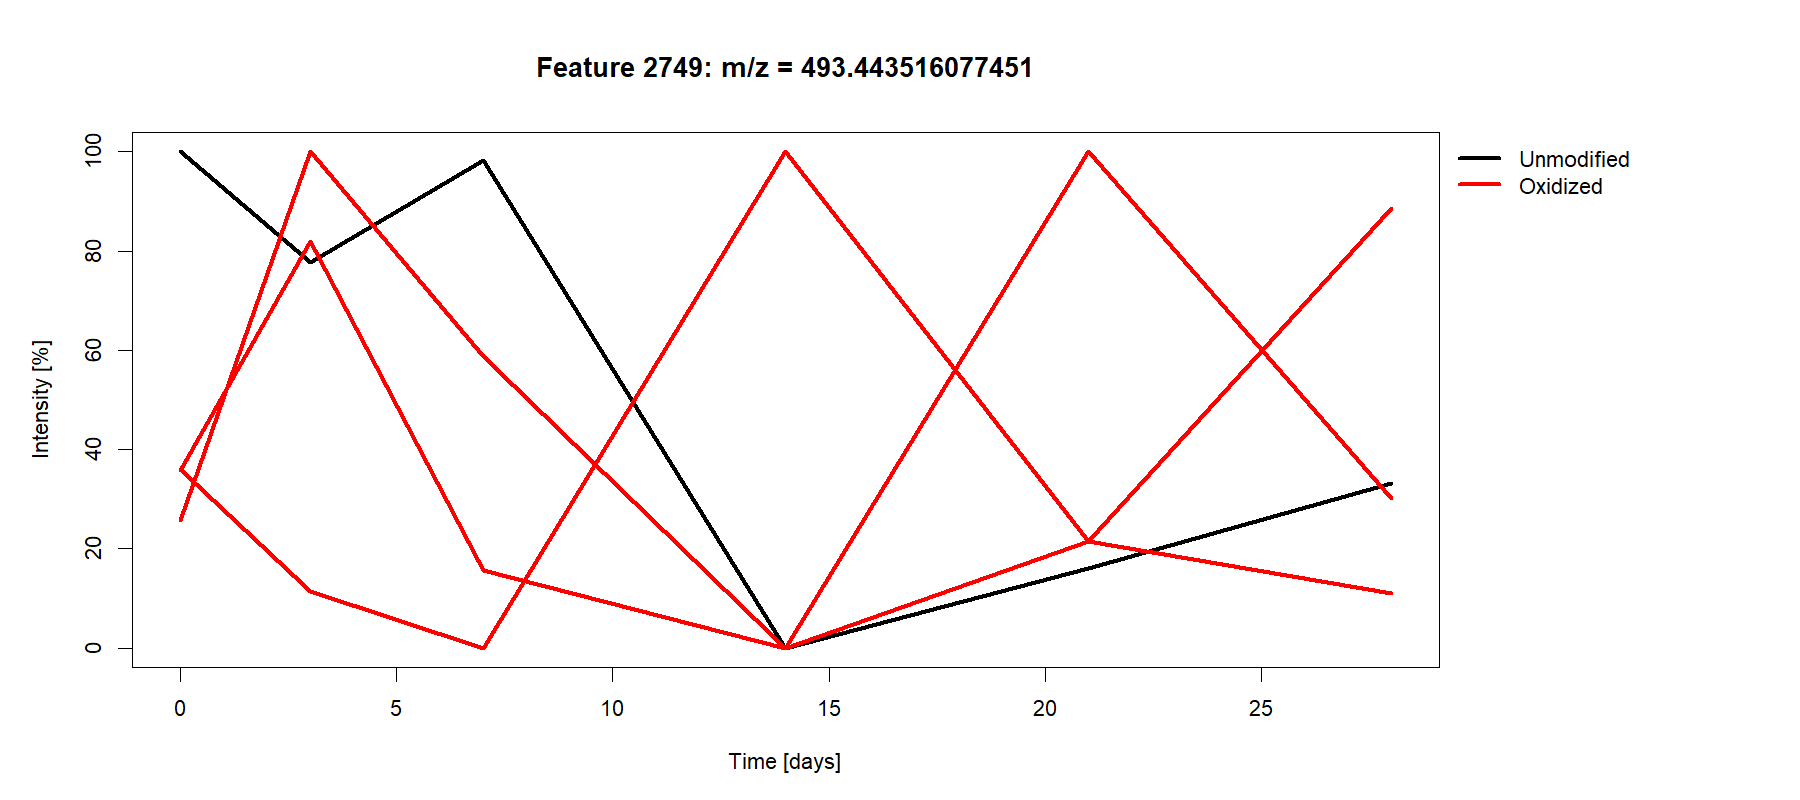 Feature 2749: m/z = 493.443516077451
Unmodified
Oxidized
Intensity [%]
100
80
60
40
20
0
0 5 10 15 20 25
Time [days]